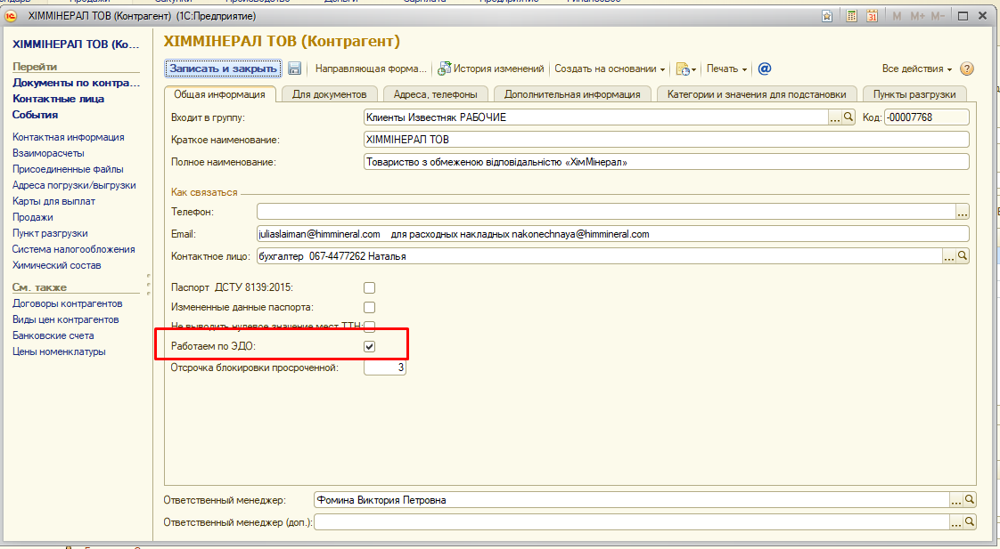 ХІММІНЕРАЛ ТОВ (Контрагент) (1С:Предприятие)
M M+ M-
ХІММІНЕРАЛ ТОВ (Ко...
Перейти
Документы по контра...
Контактные лица
События
Контактная информация
Взаиморасчеты
Присоединенные файлы
Адреса погрузки/выгрузки
Карты для выплат
Продажи
Пункт разгрузки
Система налогообложения
Химический состав
См. также
Договоры контрагентов
Виды цен контрагентов
Банковские счета
Цены номенклатуры
ХІММІНЕРАЛ ТОВ (Контрагент)
Записать и закрыть Направляющая форма... История изменений Создать на основании Печать Все действия
Общая информация Для документов Адреса, телефоны Дополнительная информация Категории и значения для подстановки Пункты разгрузки
Входит в группу: Клиенты Известняк РАБОЧИЕ ... Код: -00007768
Краткое наименование: ХІММІНЕРАЛ ТОВ
Полное наименование: Товариство з обмеженою відповідальністю «ХімМінерал»
Как связаться
Телефон: ...
Email: juliaslaiman@himmineral.com для расходных накладных nakonechnaya@himmineral.com
Контактное лицо: бухгалтер 067-4477262 Наталья ...
Паспорт ДСТУ 8139:2015:
Измененные данные паспорта:
Не выводить нулевое значение мест ТТН:
Работаем по ЭДО:
Отсрочка блокировки просроченной: 3
Ответственный менеджер: Фомина Виктория Петровна ...
Ответственный менеджер (доп.): ...